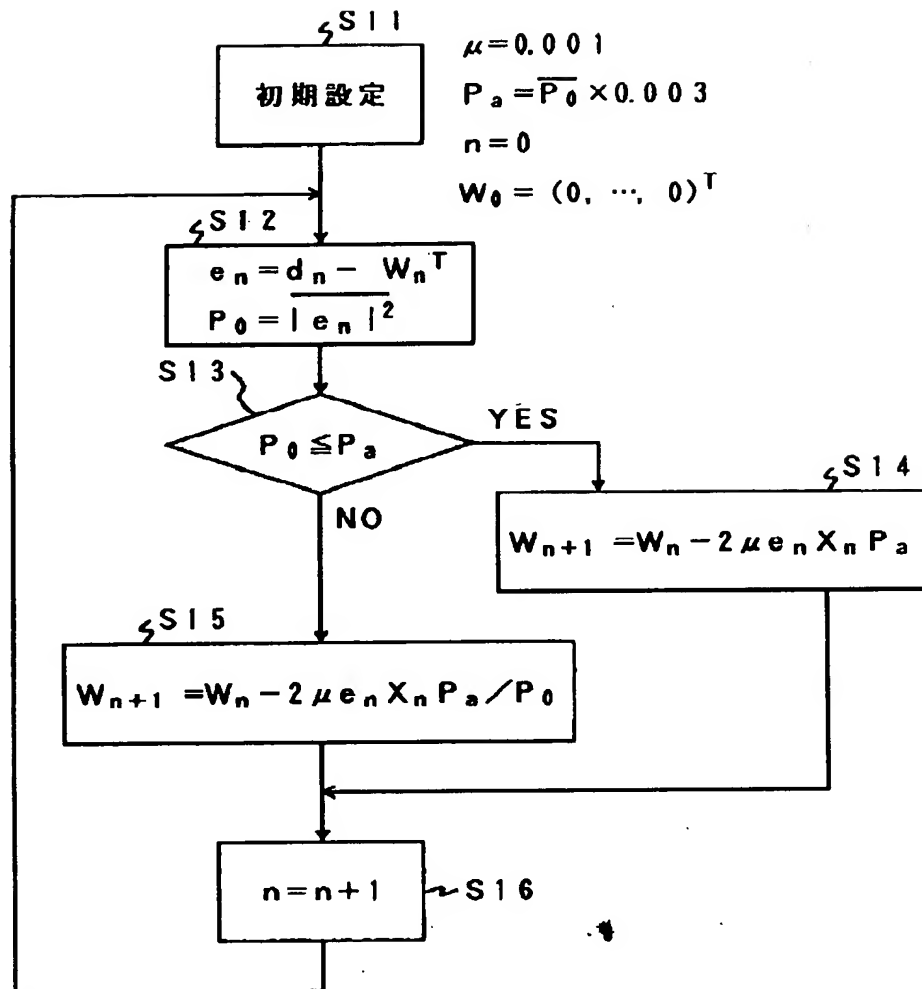 S11
初期設定
μ=0.001
Pa=P̅0̅×0.003
n=0
W0=(0, …, 0)T
S12
en=dn− WnT
P0=|en|2
S13
P0≦Pa
YES
NO
S14
Wn+1 =Wn−2μenXnPa
S15
Wn+1 =Wn−2μenXnPa/P0
n=n+1
S16